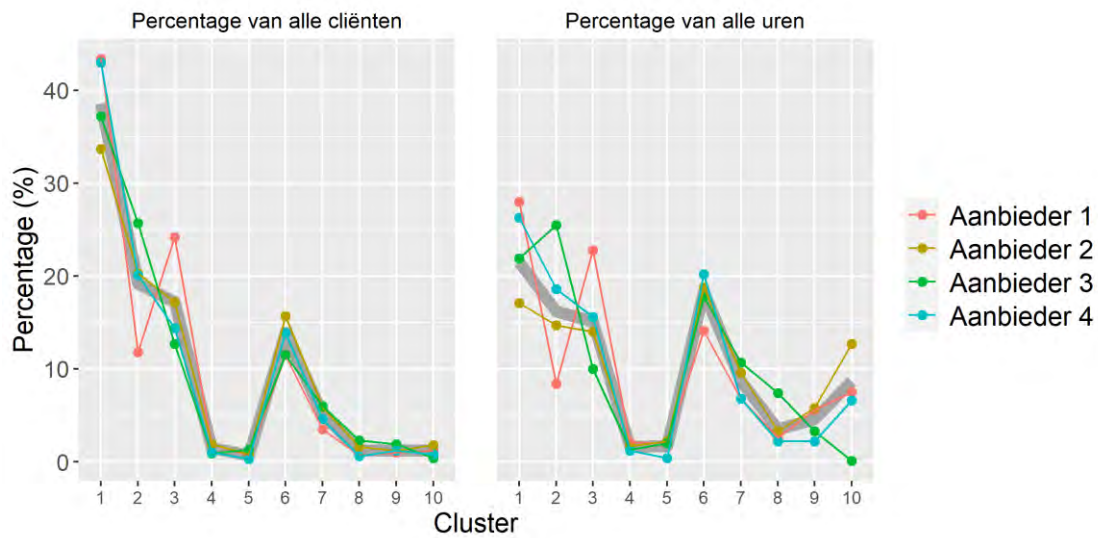 Percentage van alle cliënten
Percentage van alle uren
Percentage (%)
40
30
20
10
0
1 2 3 4 5 6 7 8 9 10
1 2 3 4 5 6 7 8 9 10
Cluster
Aanbieder 1
Aanbieder 2
Aanbieder 3
Aanbieder 4